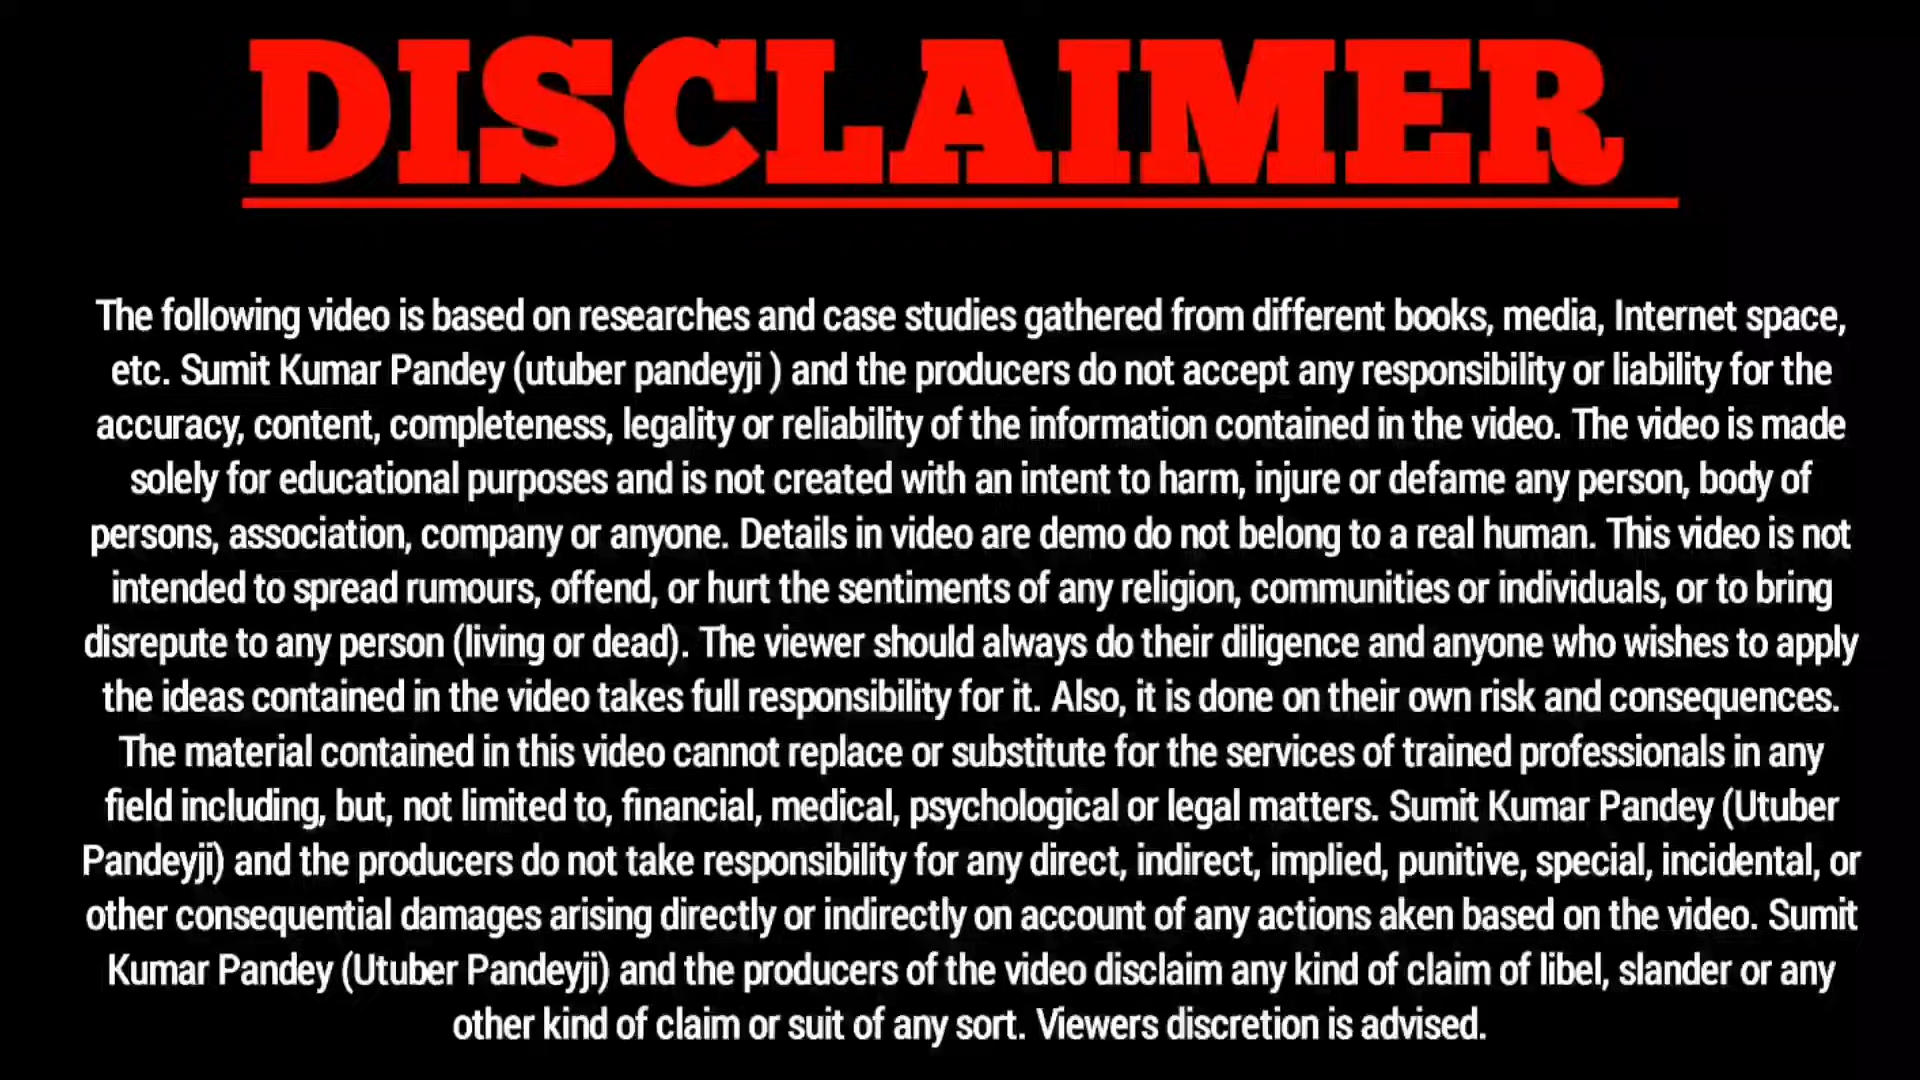 DISCLAIMER
The following video is based on researches and case studies gathered from different books, media, Internet space,
etc. Sumit Kumar Pandey (utuber pandeyji ) and the producers do not accept any responsibility or liability for the
accuracy, content, completeness, legality or reliability of the information contained in the video. The video is made
solely for educational purposes and is not created with an intent to harm, injure or defame any person, body of
persons, association, company or anyone. Details in video are demo do not belong to a real human. This video is not
intended to spread rumours, offend, or hurt the sentiments of any religion, communities or individuals, or to bring
disrepute to any person (living or dead). The viewer should always do their diligence and anyone who wishes to apply
the ideas contained in the video takes full responsibility for it. Also, it is done on their own risk and consequences.
The material contained in this video cannot replace or substitute for the services of trained professionals in any
field including, but, not limited to, financial, medical, psychological or legal matters. Sumit Kumar Pandey (Utuber
Pandeyji) and the producers do not take responsibility for any direct, indirect, implied, punitive, special, incidental, or
other consequential damages arising directly or indirectly on account of any actions aken based on the video. Sumit
Kumar Pandey (Utuber Pandeyji) and the producers of the video disclaim any kind of claim of libel, slander or any
other kind of claim or suit of any sort. Viewers discretion is advised.